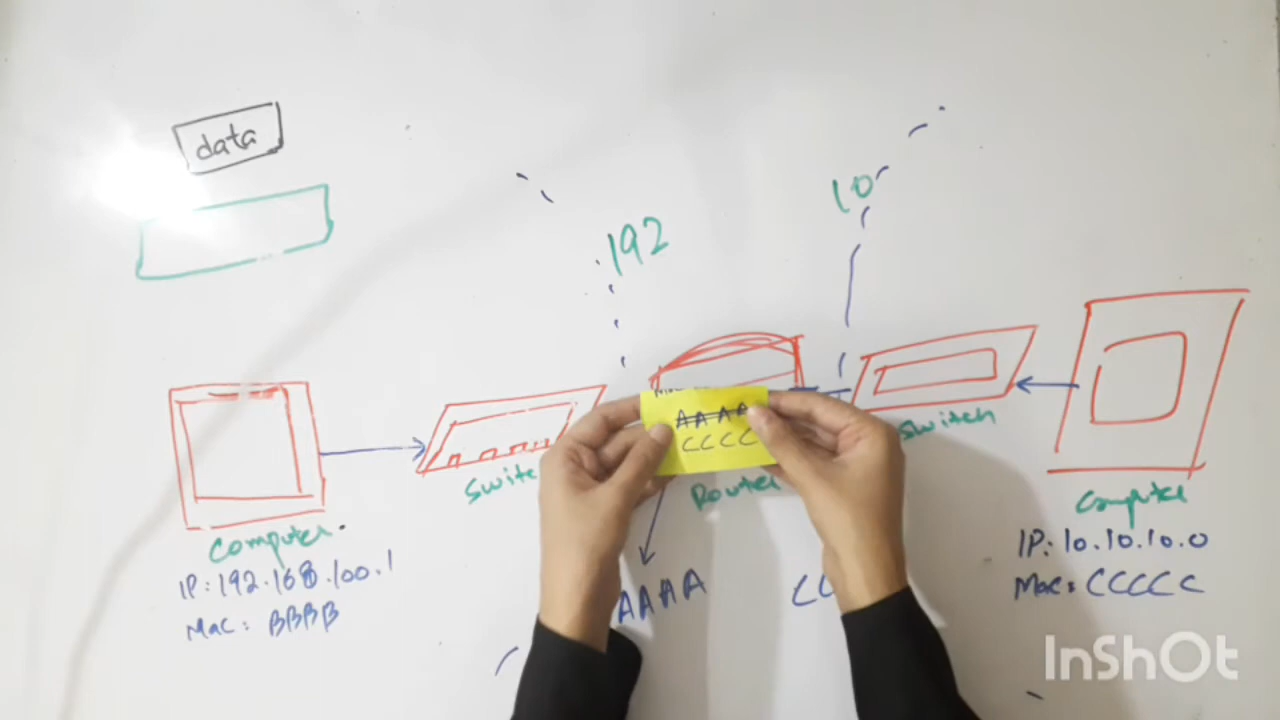 data
10
192
AAAA
CCCC
Switch
Router
Computer
IP: 192.168.100.1
Mac: BBBB
Computer
IP: 10.10.10.0
Mac: CCCCC
AAAA
InShOt